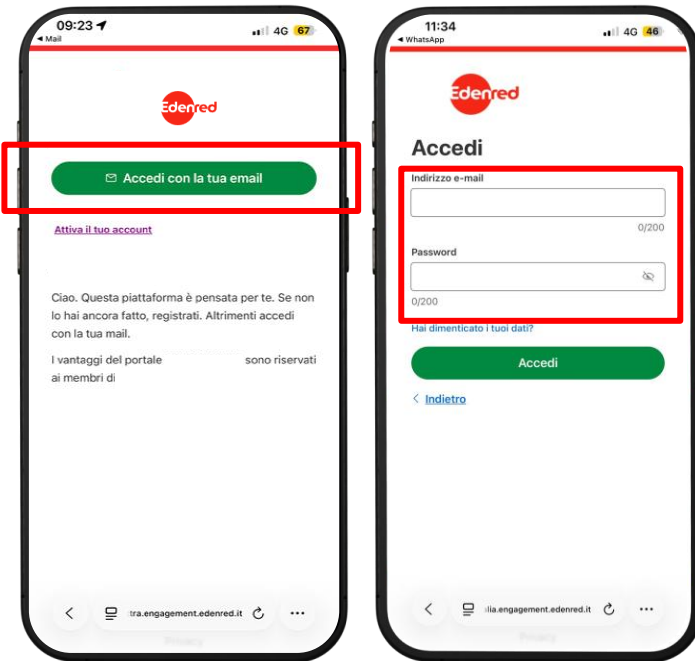 09:23
4G 67
Mail
Edenred
Accedi con la tua email
Attiva il tuo account
Ciao. Questa piattaforma è pensata per te. Se non
lo hai ancora fatto, registrati. Altrimenti accedi
con la tua mail.
I vantaggi del portale sono riservati
ai membri di
tra.engagement.edenred.it
Privacy
11:34
4G 46
WhatsApp
Edenred
Accedi
Indirizzo e-mail
0/200
Password
0/200
Hai dimenticato i tuoi dati?
Accedi
Indietro
lia.engagement.edenred.it
Privacy